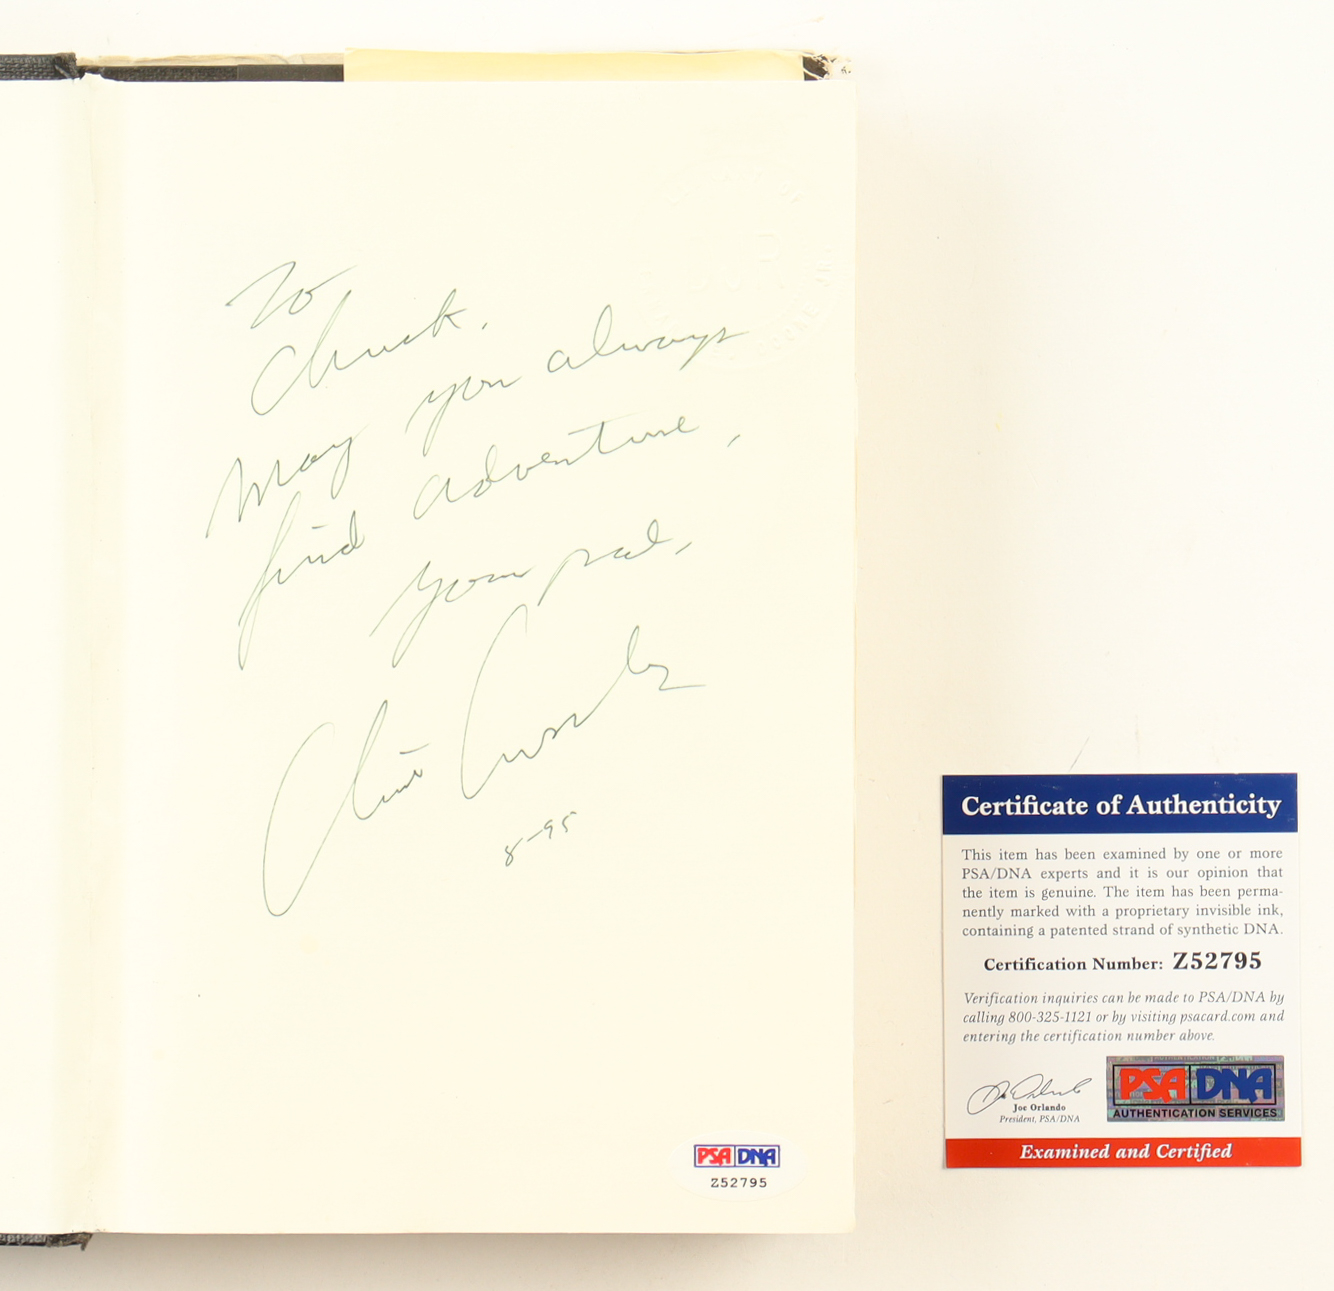 To
Chuck,
May you always
find adventure,
Your pal,
Clive Cussler
8-95
PSA DNA
Z52795
Certificate of Authenticity
This item has been examined by one or more
PSA/DNA experts and it is our opinion that
the item is genuine. The item has been perma-
nently marked with a proprietary invisible ink,
containing a patented strand of synthetic DNA.
Certification Number: Z52795
Verification inquiries can be made to PSA/DNA by
calling 800-325-1121 or by visiting psacard.com and
entering the certification number above.
Joe Orlando
President, PSA/DNA
PSA DNA
AUTHENTICATION SERVICES
Examined and Certified